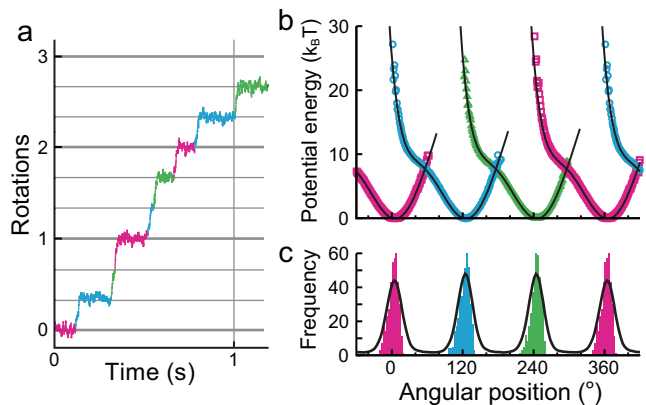 a
3
2
1
0
Rotations
0
1
Time (s)
b
30
20
10
0
Potential energy (kBT)
c
60
40
20
0
Frequency
0
120
240
360
Angular position (°)